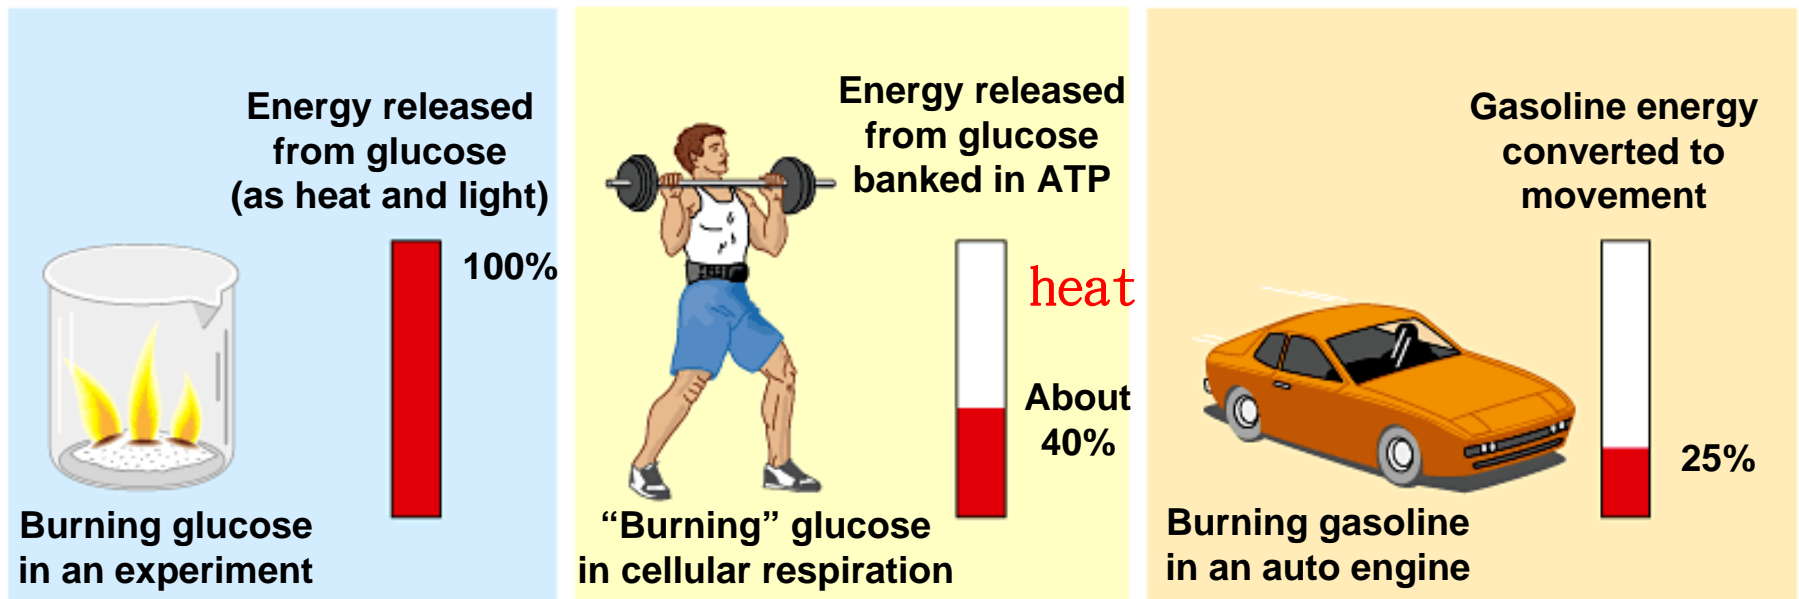 Energy released
from glucose
(as heat and light)
100%
Burning glucose
in an experiment
Energy released
from glucose
banked in ATP
heat
About
40%
“Burning” glucose
in cellular respiration
Gasoline energy
converted to
movement
25%
Burning gasoline
in an auto engine